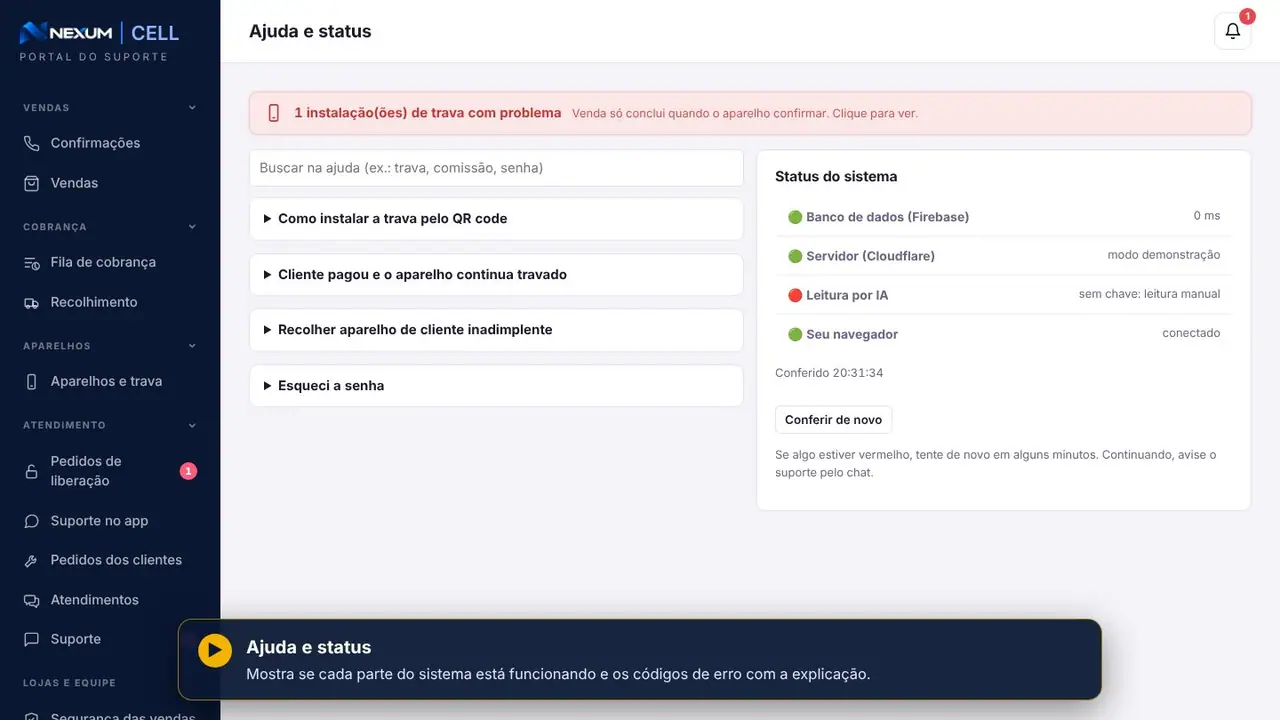 NEXUM | CELL
PORTAL DO SUPORTE
VENDAS
Confirmações
Vendas
COBRANÇA
Fila de cobrança
Recolhimento
APARELHOS
Aparelhos e trava
ATENDIMENTO
Pedidos de
liberação
1
Suporte no app
Pedidos dos clientes
Atendimentos
Suporte
LOJAS E EQUIPE
Segurança das vendas
Ajuda e status
1
1 instalação(ões) de trava com problema Venda só conclui quando o aparelho confirmar. Clique para ver.
Buscar na ajuda (ex.: trava, comissão, senha)
Como instalar a trava pelo QR code
Cliente pagou e o aparelho continua travado
Recolher aparelho de cliente inadimplente
Esqueci a senha
Status do sistema
Banco de dados (Firebase) 0 ms
Servidor (Cloudflare) modo demonstração
Leitura por IA sem chave: leitura manual
Seu navegador conectado
Conferido 20:31:34
Conferir de novo
Se algo estiver vermelho, tente de novo em alguns minutos. Continuando, avise o
suporte pelo chat.
Ajuda e status
Mostra se cada parte do sistema está funcionando e os códigos de erro com a explicação.